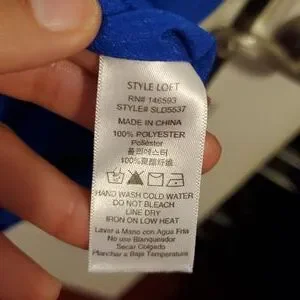 STYLE LOFT
RN# 146593
STYLE# SLD5537
MADE IN CHINA
100% POLYESTER
Poliéster
폴리에스터
100%聚酯纤维
HAND WASH COLD WATER
DO NOT BLEACH
LINE DRY
IRON ON LOW HEAT
Lavar a Mano con Agua Fria
No use Blanqueador
Secar Colgado
Planchar a Baja Temperatura